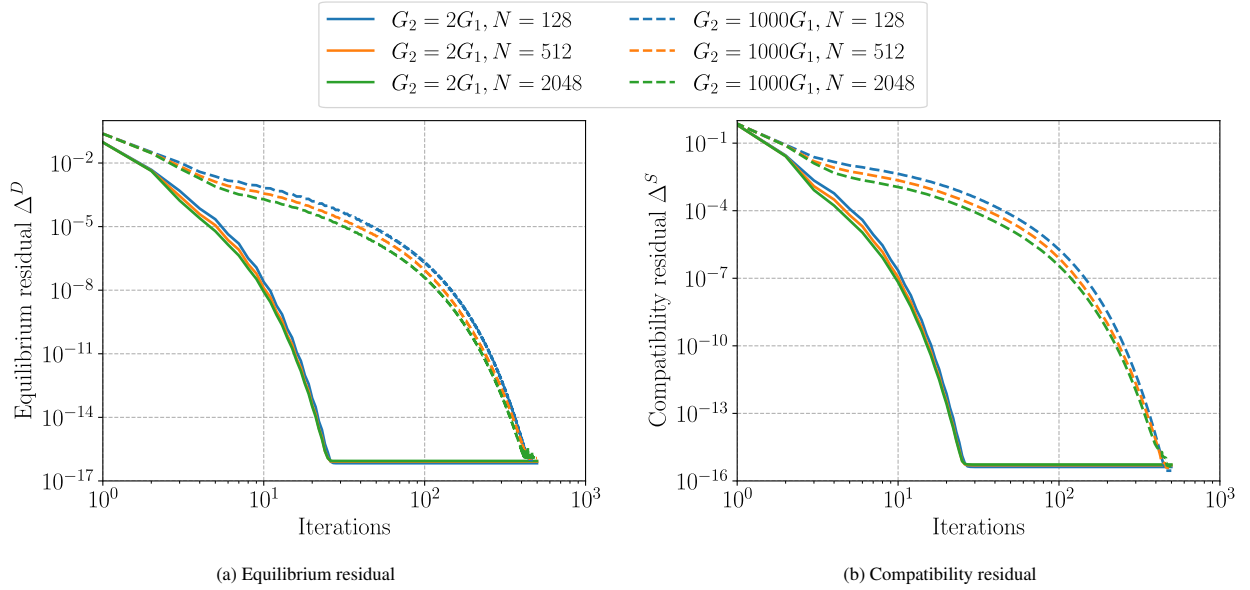 G₂ = 2G₁, N = 128
G₂ = 2G₁, N = 512
G₂ = 2G₁, N = 2048
G₂ = 1000G₁, N = 128
G₂ = 1000G₁, N = 512
G₂ = 1000G₁, N = 2048
Equilibrium residual Δᴰ
10⁻²
10⁻⁵
10⁻⁸
10⁻¹¹
10⁻¹⁴
10⁻¹⁷
10⁰
10¹
10²
10³
Iterations
(a) Equilibrium residual
Compatibility residual Δˢ
10⁻¹
10⁻⁴
10⁻⁷
10⁻¹⁰
10⁻¹³
10⁻¹⁶
10⁰
10¹
10²
10³
Iterations
(b) Compatibility residual